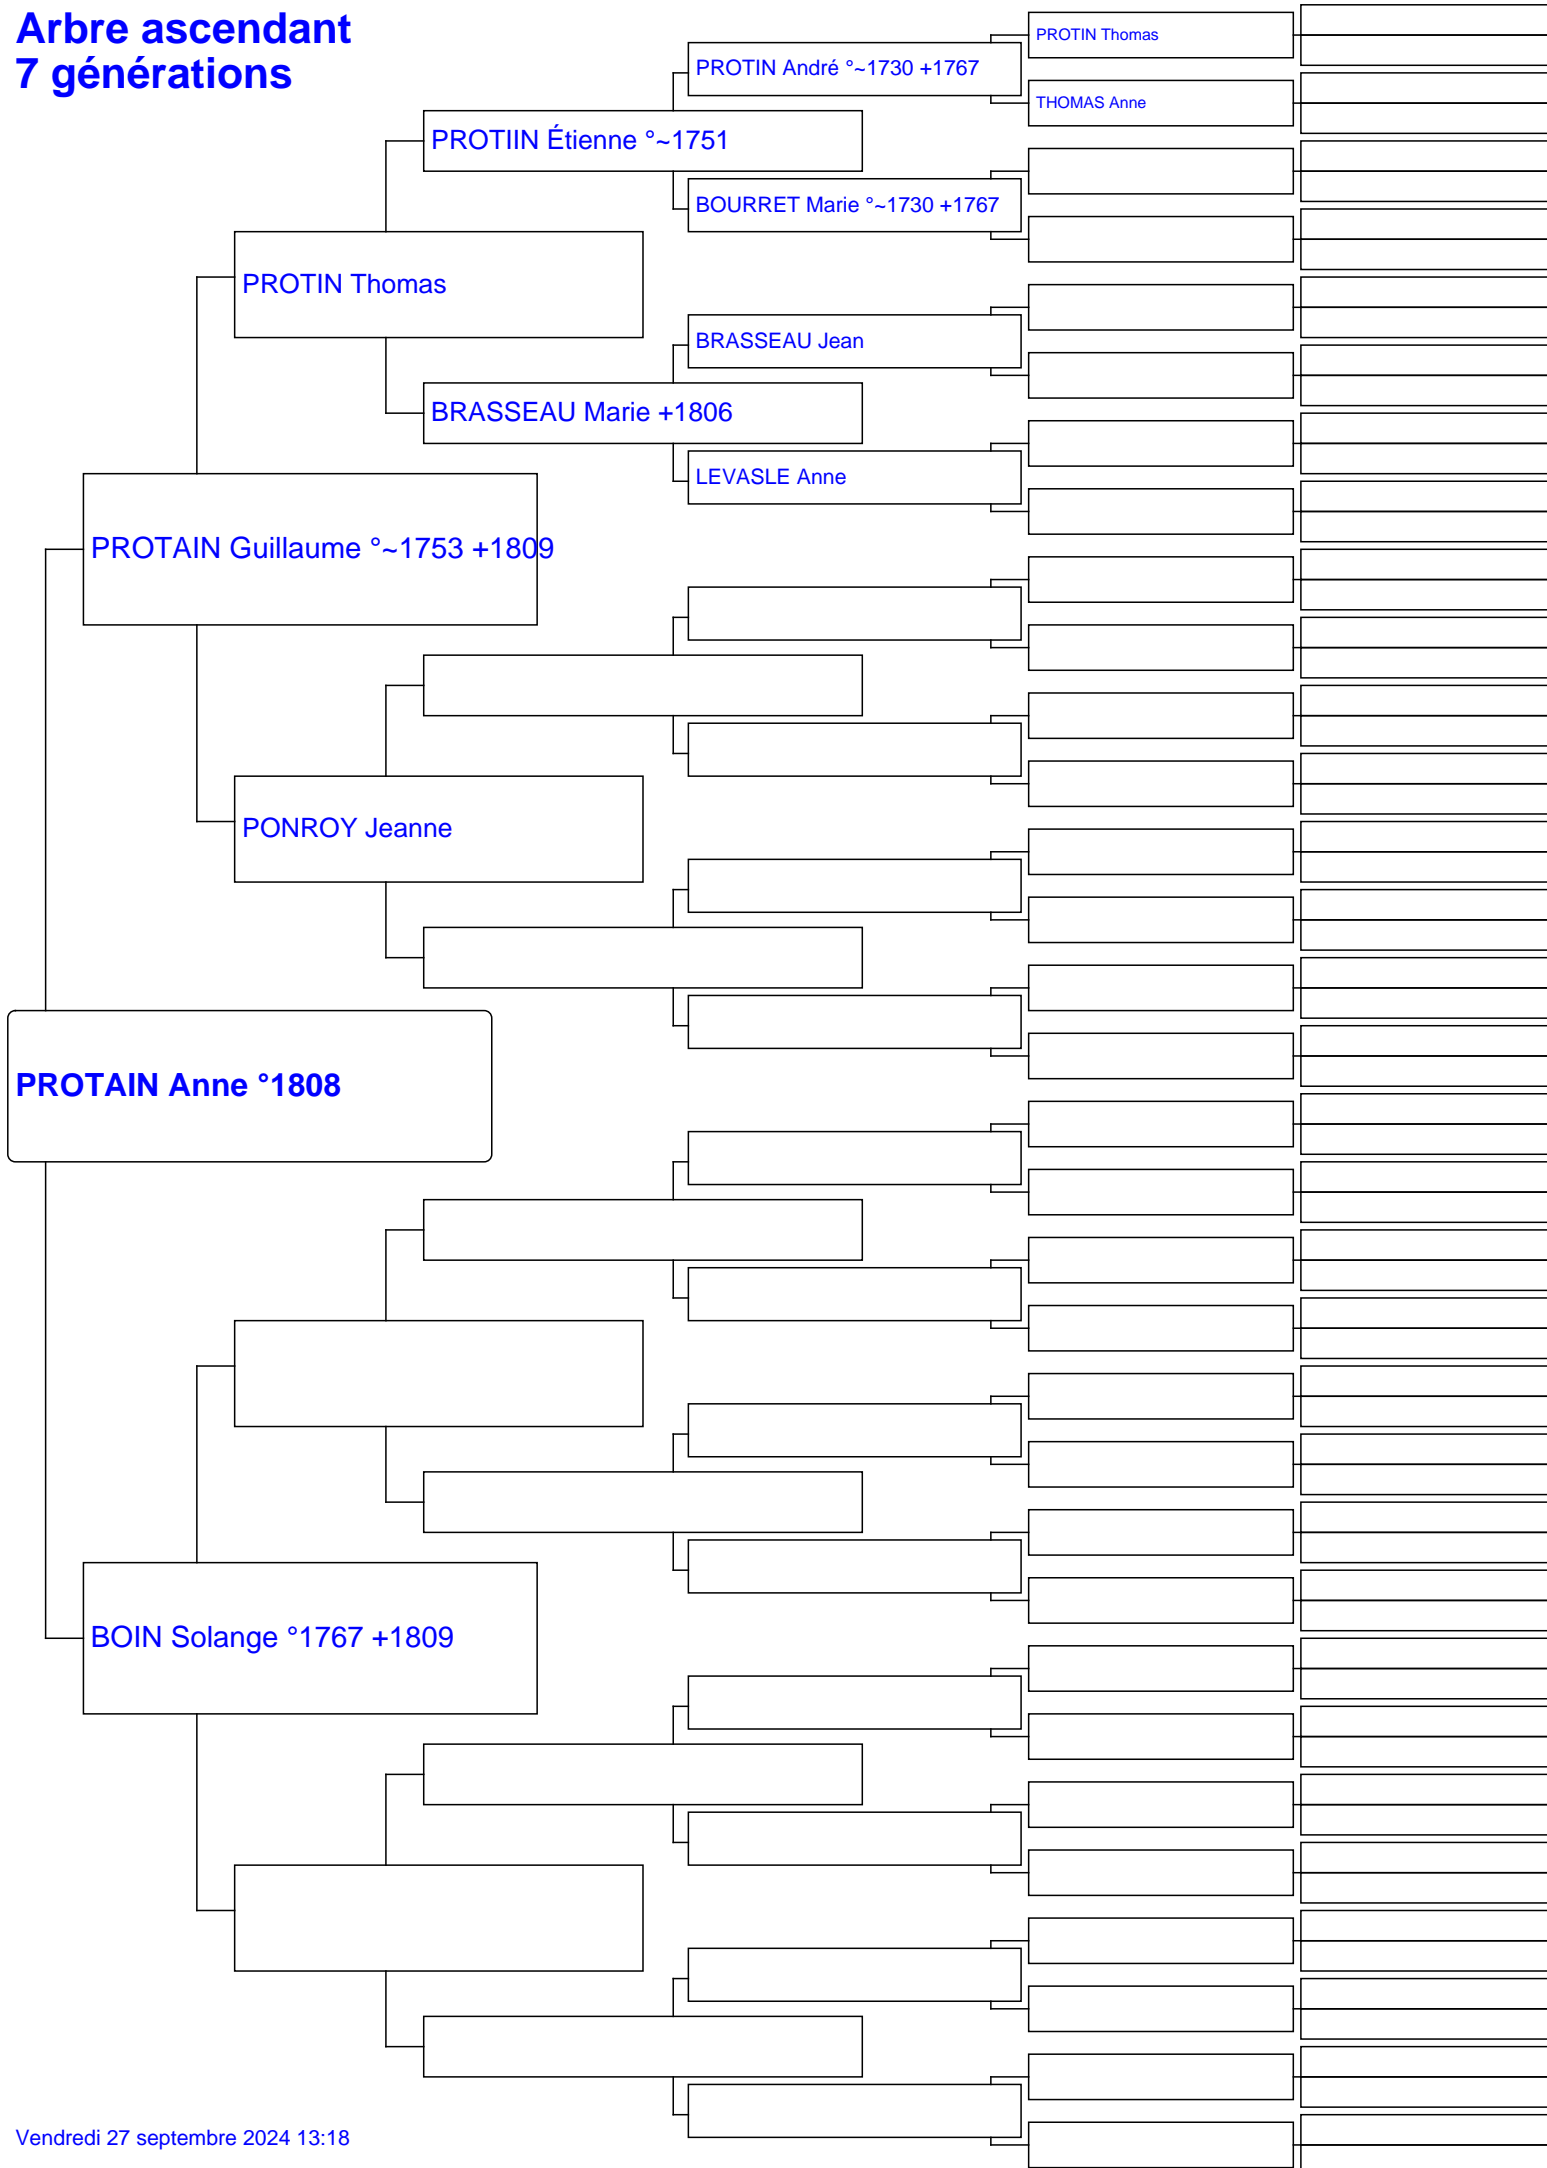 Arbre ascendant
7 générations
PROTIN Thomas
PROTIN André °~1730 +1767
THOMAS Anne
PROTIIN Étienne °~1751
BOURRET Marie °~1730 +1767
PROTIN Thomas
BRASSEAU Jean
BRASSEAU Marie +1806
LEVASLE Anne
PROTAIN Guillaume °~1753 +1809
PONROY Jeanne
PROTAIN Anne °1808
BOIN Solange °1767 +1809
Vendredi 27 septembre 2024 13:18